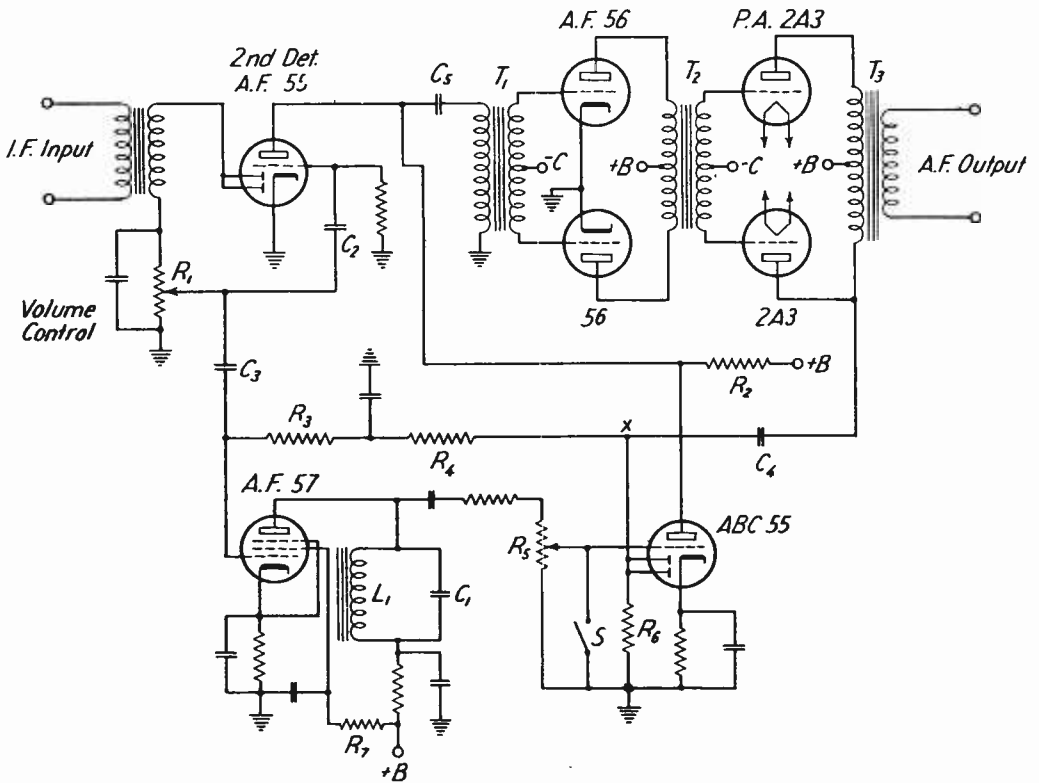 A.F. 56
P.A. 2A3
2nd Det.
A.F. 55
C5
T1
T2
T3
I.F. Input
-C
+B
-C
+B
A.F. Output
C2
R1
Volume
Control
56
2A3
C3
R2
+B
R3
x
R4
C4
A.F. 57
ABC 55
R5
L1
C1
S
R6
R7
+B